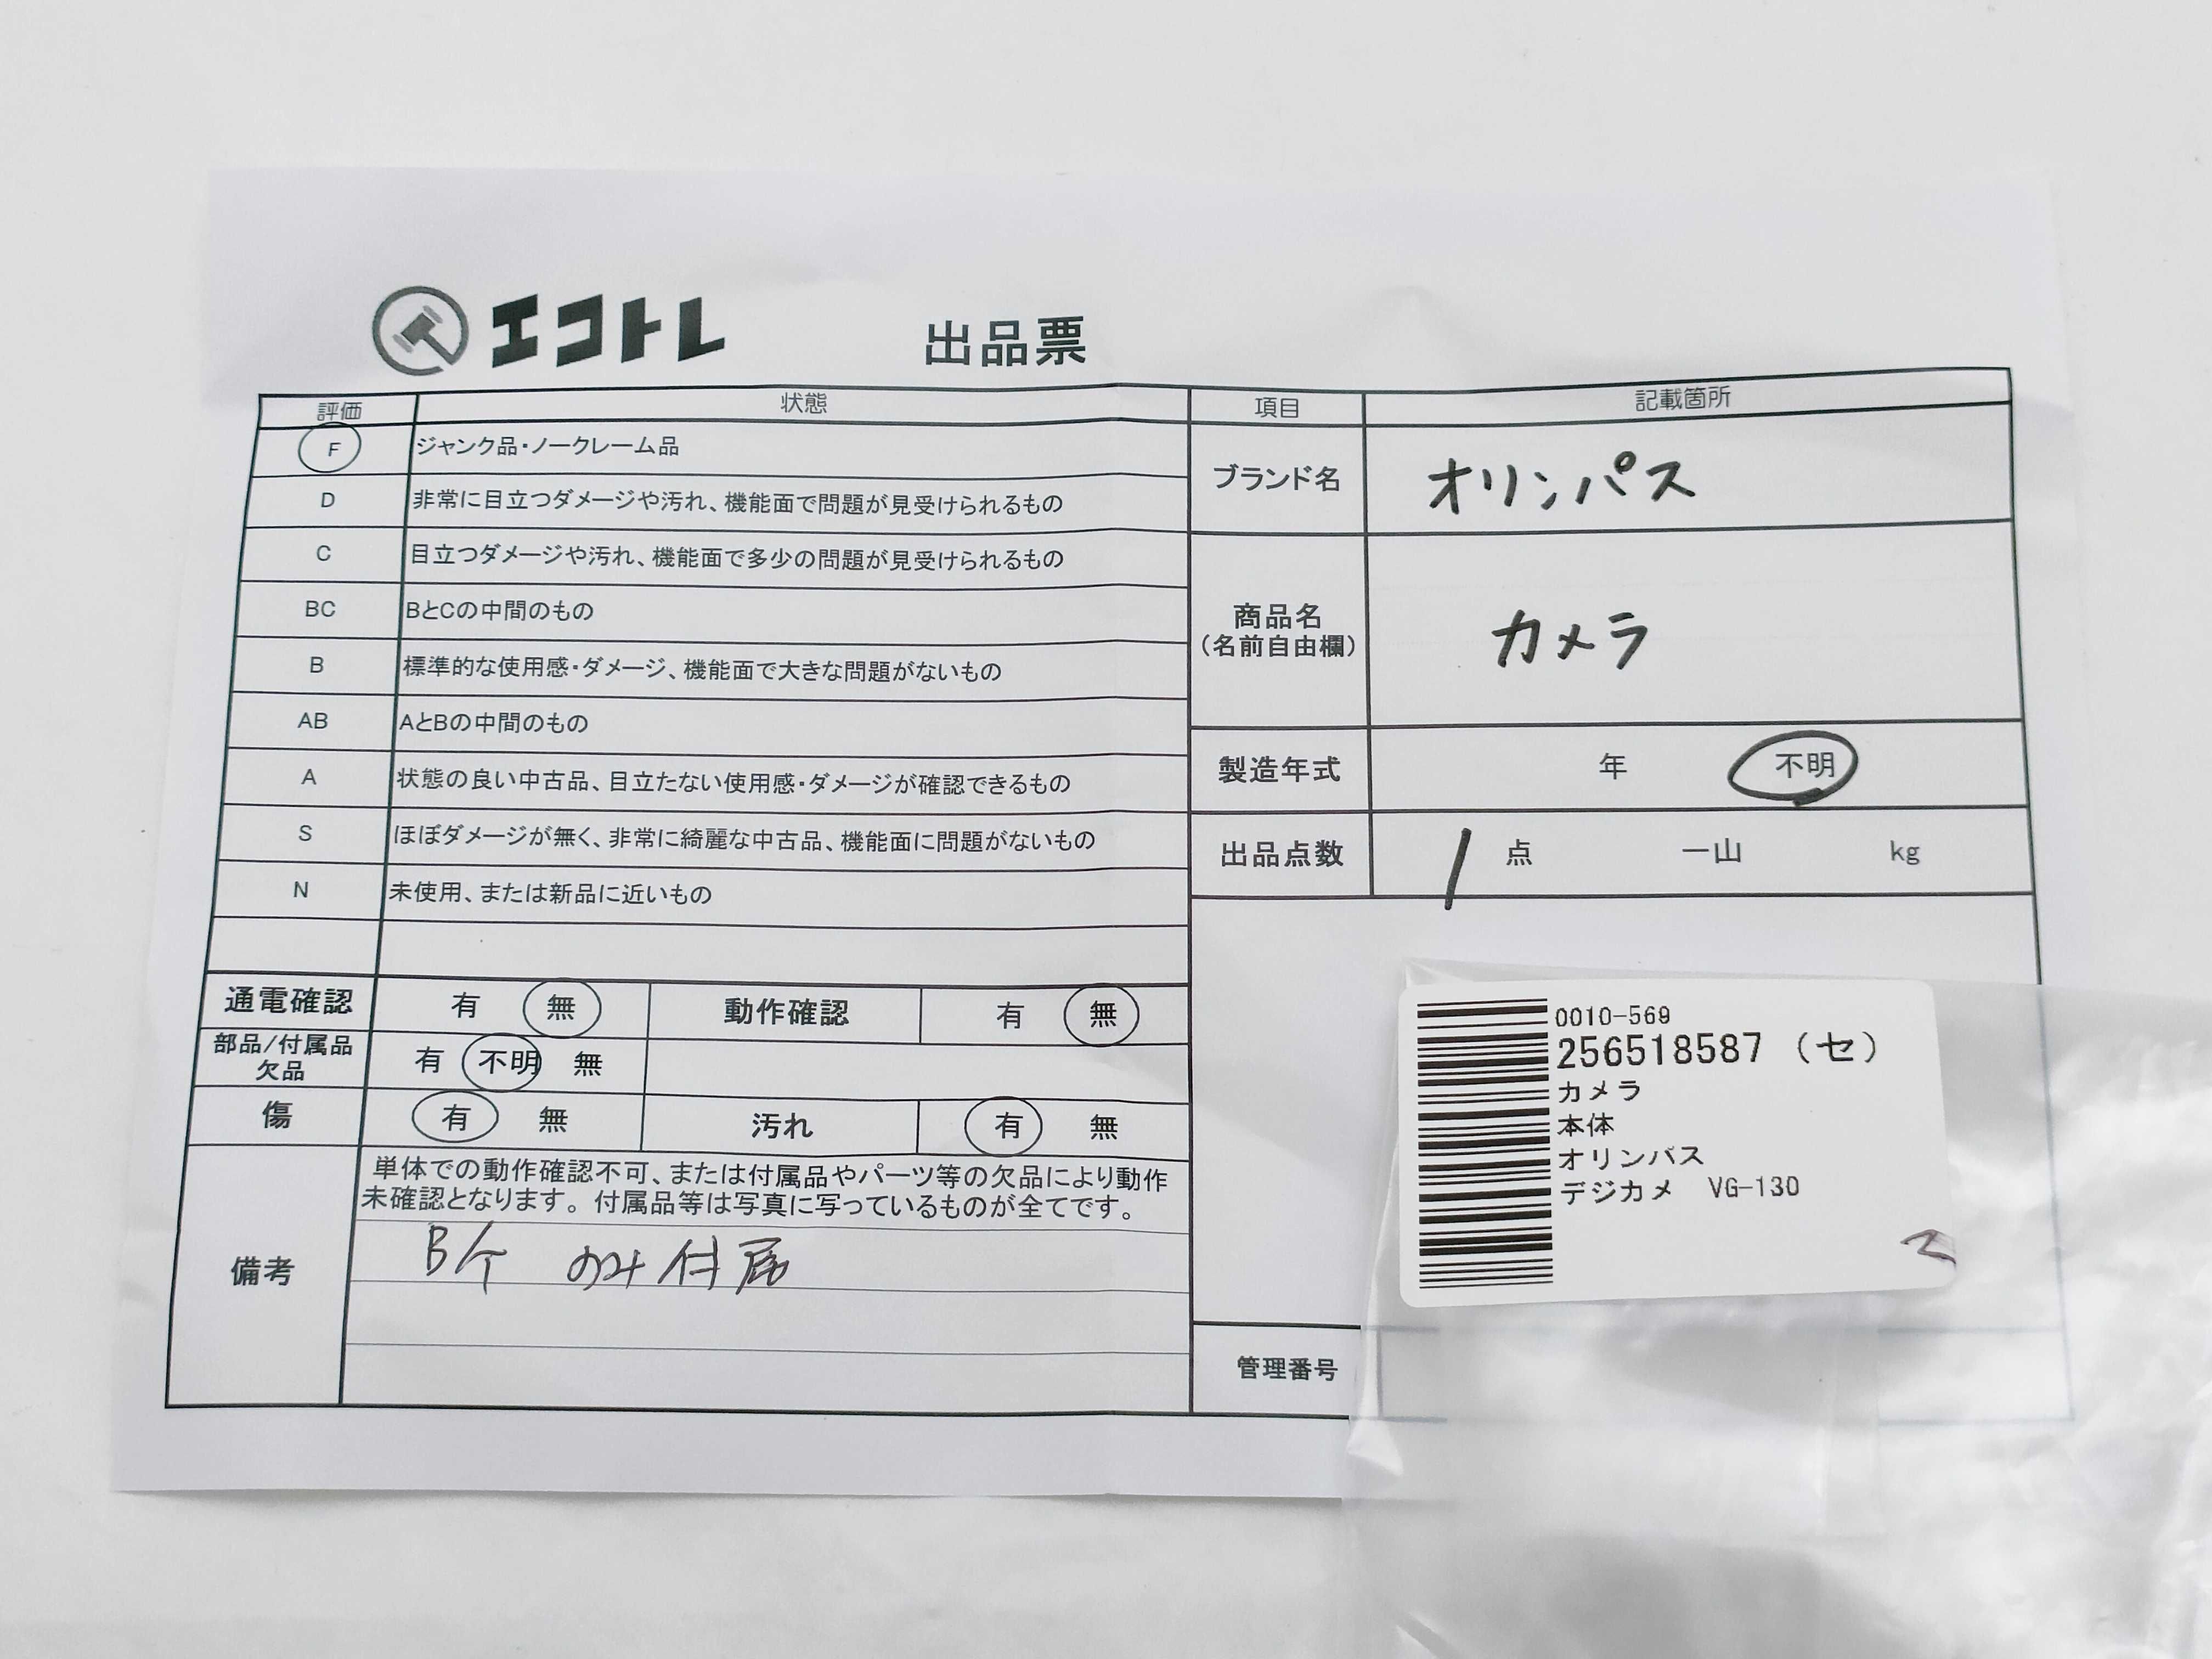 エコトレ 出品票
評価 状態
F ジャンク品・ノークレーム品
D 非常に目立つダメージや汚れ、機能面で問題が見受けられるもの
C 目立つダメージや汚れ、機能面で多少の問題が見受けられるもの
BC BとCの中間のもの
B 標準的な使用感・ダメージ、機能面で大きな問題がないもの
AB AとBの中間のもの
A 状態の良い中古品、目立たない使用感・ダメージが確認できるもの
S ほぼダメージが無く、非常に綺麗な中古品、機能面に問題がないもの
N 未使用、または新品に近いもの
通電確認 有 無 動作確認 有 無
部品/付属品
欠品 有 不明 無
傷 有 無 汚れ 有 無
備考
単体での動作確認不可、または付属品やパーツ等の欠品により動作
未確認となります。付属品等は写真に写っているものが全てです。
のみ付属
項目 記載箇所
ブランド名 オリンパス
商品名
(名前自由欄) カメラ
製造年式 年 不明
出品点数 1 点 一山 kg
0010-569
256518587 (セ)
カメラ
本体
オリンパス
デジカメ VG-130
管理番号